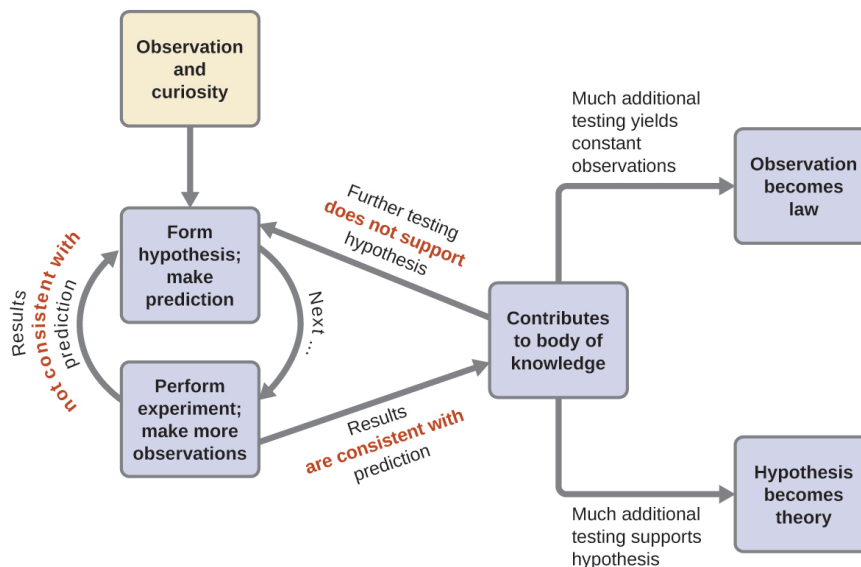 Observation
and
curiosity
Form
hypothesis;
make
prediction
Results
not consistent with
prediction
Next ...
Perform
experiment;
make more
observations
Further testing
does not support
hypothesis
Results
are consistent with
prediction
Contributes
to body of
knowledge
Much additional
testing yields
constant
observations
Observation
becomes
law
Much additional
testing supports
hypothesis
Hypothesis
becomes
theory